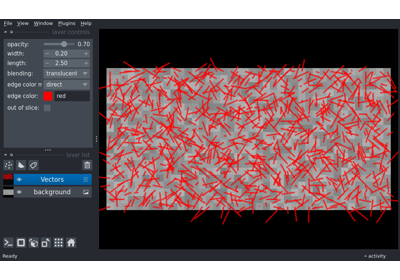 File View Window Plugins Help
layer controls
opacity: 0.70
width: 0.20
length: 2.50
blending: translucent
edge color m direct
edge color: red
out of slice:
layer list
Vectors
background
Ready
activity